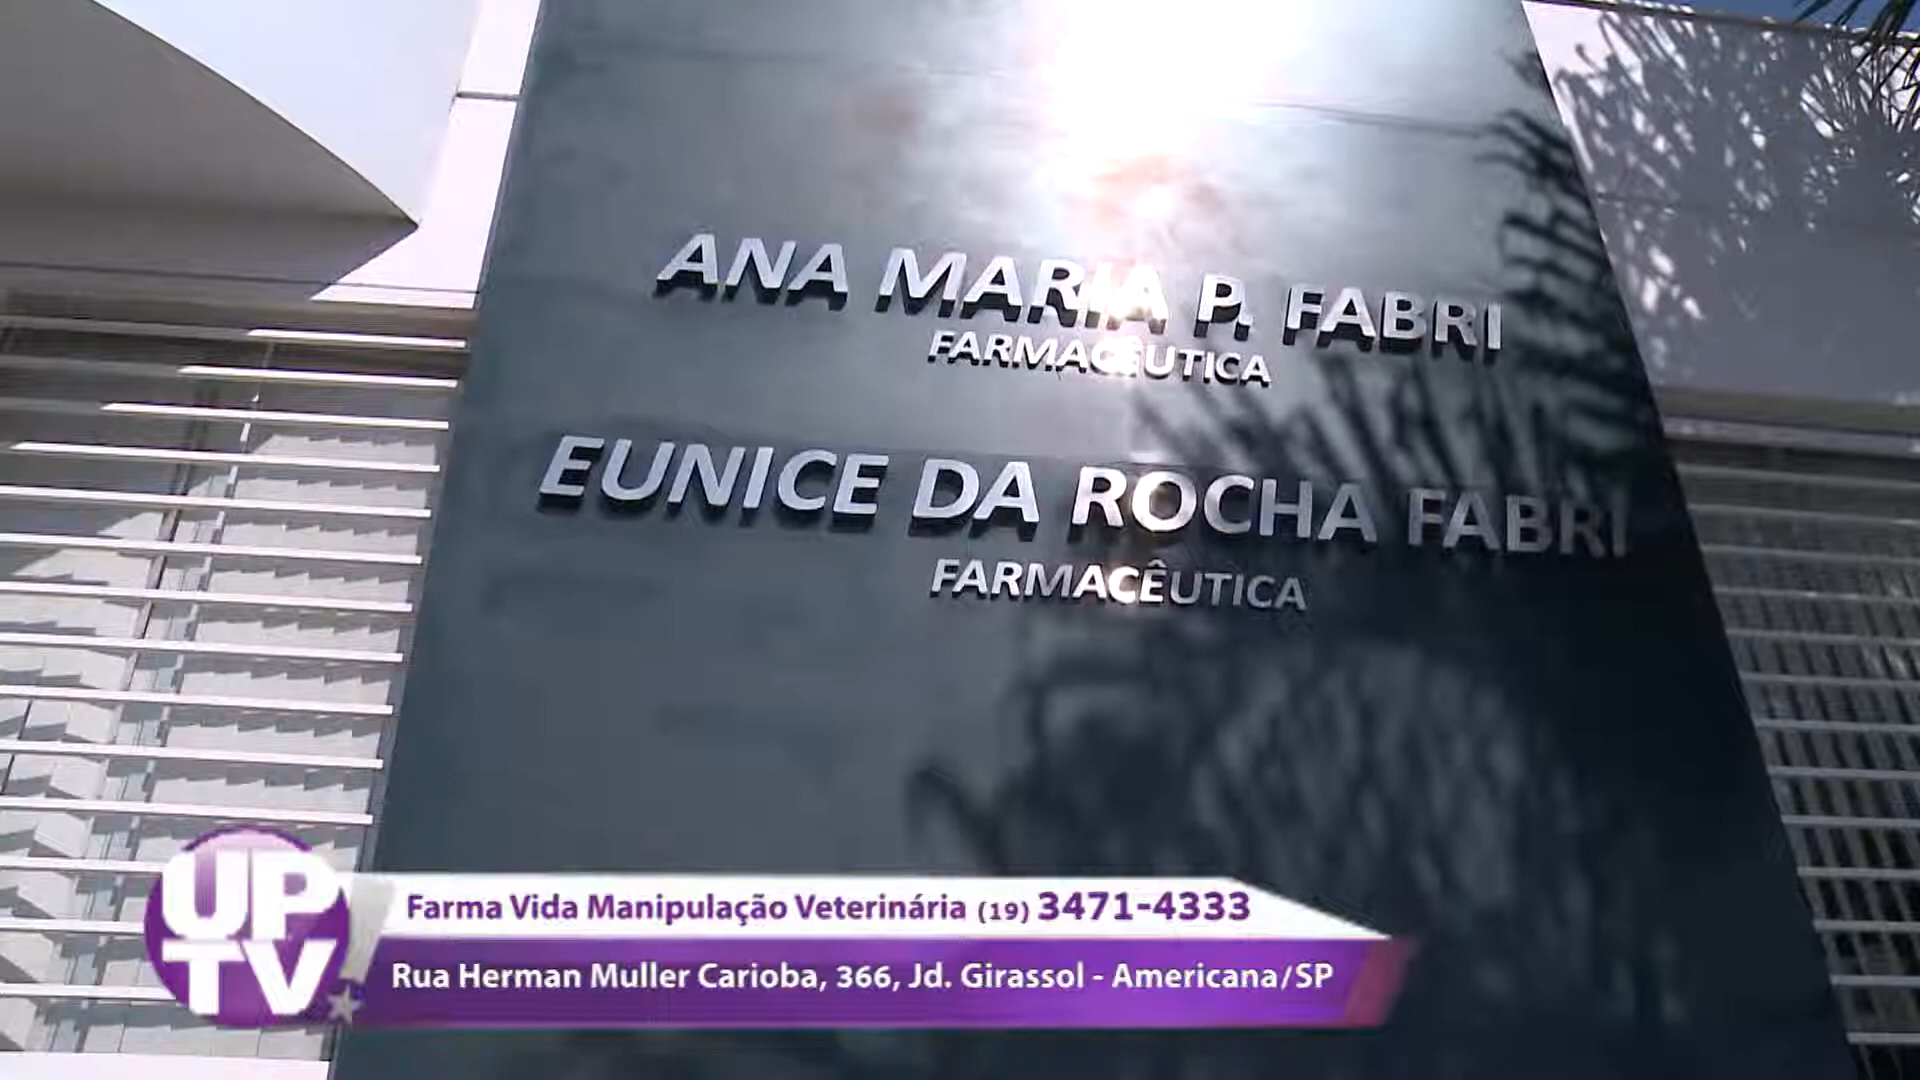 ANA MARIA P. FABRI
FARMACÊUTICA
EUNICE DA ROCHA FABRI
FARMACÊUTICA
UP
TV
Farma Vida Manipulação Veterinária (19) 3471-4333
Rua Herman Muller Carioba, 366, Jd. Girassol - Americana/SP